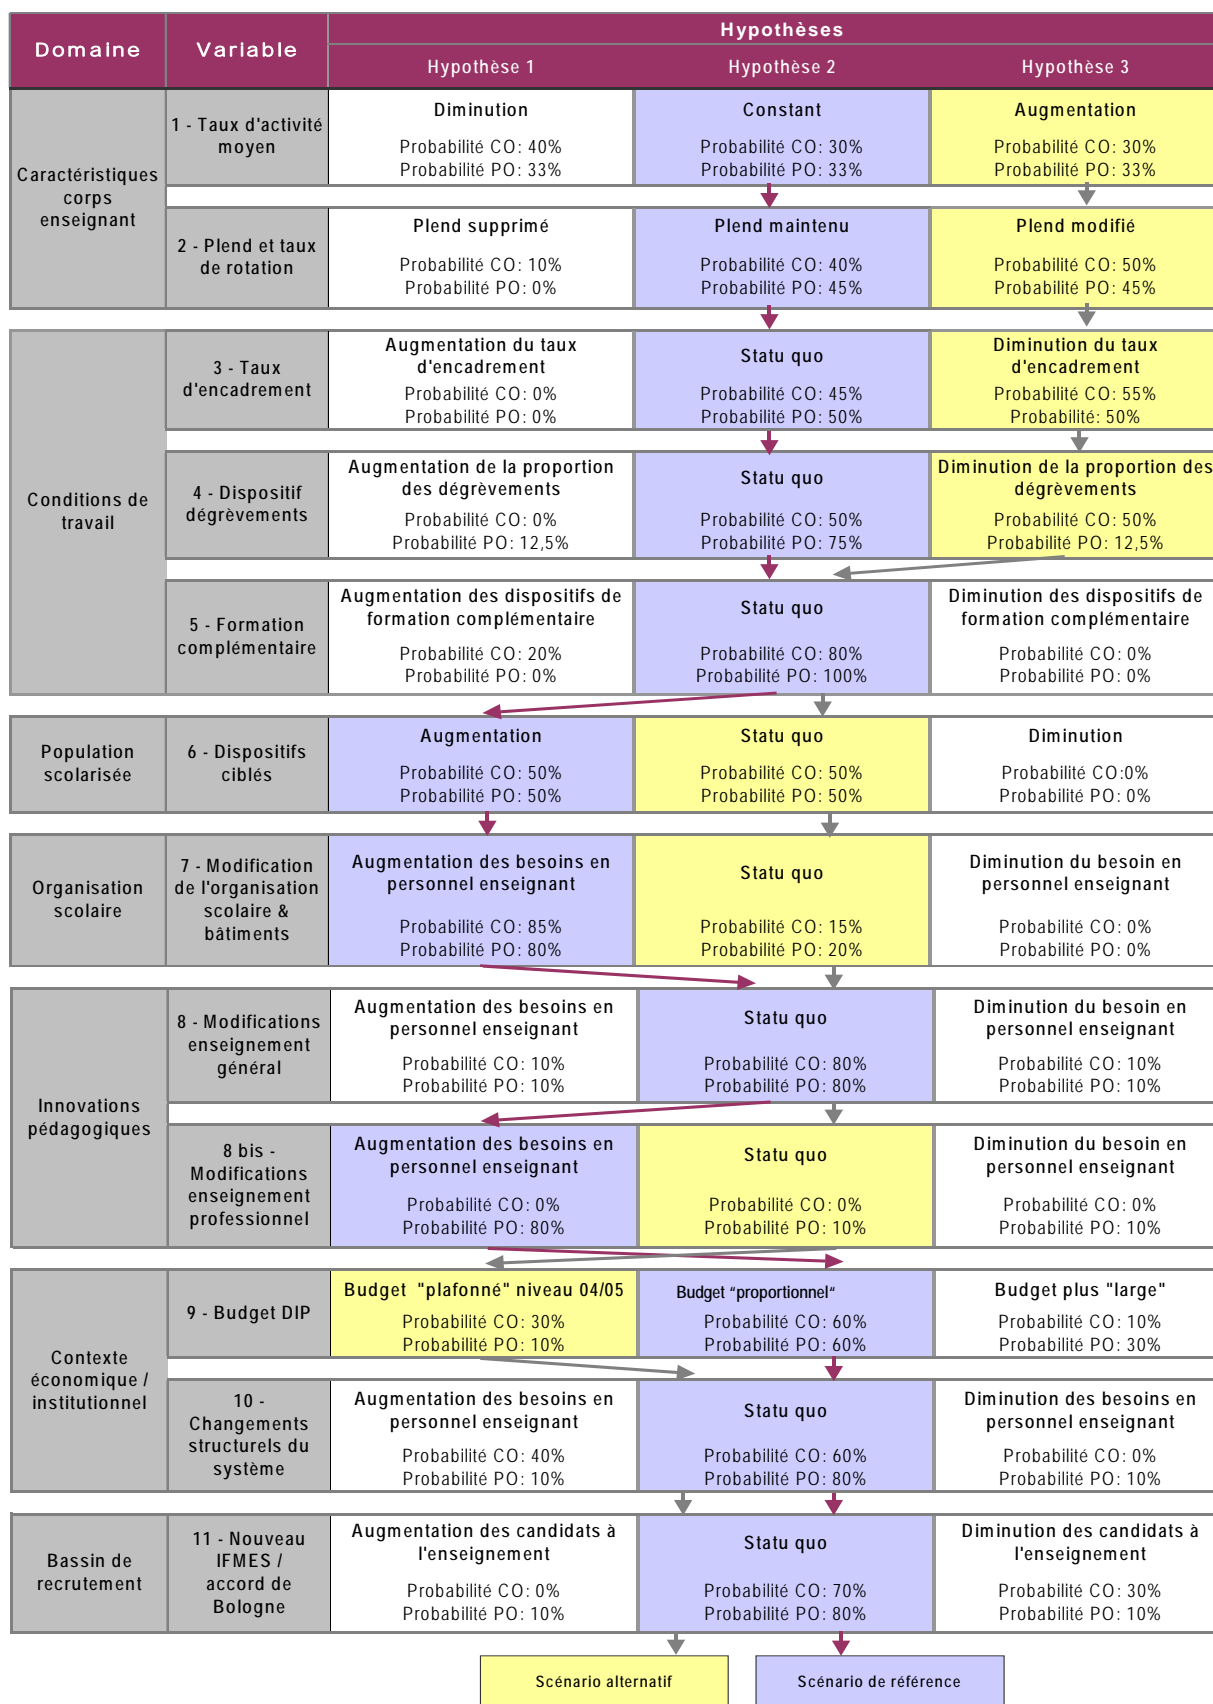 Domaine
Variable
Hypothèses
Hypothèse 1
Hypothèse 2
Hypothèse 3
Caractéristiques
corps
enseignant
1 - Taux d'activité
moyen
Diminution
Probabilité CO: 40%
Probabilité PO: 33%
Constant
Probabilité CO: 30%
Probabilité PO: 33%
Augmentation
Probabilité CO: 30%
Probabilité PO: 33%
2 - Plend et taux
de rotation
Plend supprimé
Probabilité CO: 10%
Probabilité PO: 0%
Plend maintenu
Probabilité CO: 40%
Probabilité PO: 45%
Plend modifié
Probabilité CO: 50%
Probabilité PO: 45%
Conditions de
travail
3 - Taux
d'encadrement
Augmentation du taux
d'encadrement
Probabilité CO: 0%
Probabilité PO: 0%
Statu quo
Probabilité CO: 45%
Probabilité PO: 50%
Diminution du taux
d'encadrement
Probabilité CO: 55%
Probabilité: 50%
4 - Dispositif
dégrèvements
Augmentation de la proportion
des dégrèvements
Probabilité CO: 0%
Probabilité PO: 12,5%
Statu quo
Probabilité CO: 50%
Probabilité PO: 75%
Diminution de la proportion des
dégrèvements
Probabilité CO: 50%
Probabilité PO: 12,5%
5 - Formation
complémentaire
Augmentation des dispositifs de
formation complémentaire
Probabilité CO: 20%
Probabilité PO: 0%
Statu quo
Probabilité CO: 80%
Probabilité PO: 100%
Diminution des dispositifs de
formation complémentaire
Probabilité CO: 0%
Probabilité PO: 0%
Population
scolarisée
6 - Dispositifs
ciblés
Augmentation
Probabilité CO: 50%
Probabilité PO: 50%
Statu quo
Probabilité CO: 50%
Probabilité PO: 50%
Diminution
Probabilité CO:0%
Probabilité PO: 0%
Organisation
scolaire
7 - Modification
de l'organisation
scolaire &
bâtiments
Augmentation des besoins en
personnel enseignant
Probabilité CO: 85%
Probabilité PO: 80%
Statu quo
Probabilité CO: 15%
Probabilité PO: 20%
Diminution du besoin en
personnel enseignant
Probabilité CO: 0%
Probabilité PO: 0%
Innovations
pédagogiques
8 - Modifications
enseignement
général
Augmentation des besoins en
personnel enseignant
Probabilité CO: 10%
Probabilité PO: 10%
Statu quo
Probabilité CO: 80%
Probabilité PO: 80%
Diminution du besoin en
personnel enseignant
Probabilité CO: 10%
Probabilité PO: 10%
8 bis -
Modifications
enseignement
professionnel
Augmentation des besoins en
personnel enseignant
Probabilité CO: 0%
Probabilité PO: 80%
Statu quo
Probabilité CO: 0%
Probabilité PO: 10%
Diminution du besoin en
personnel enseignant
Probabilité CO: 0%
Probabilité PO: 10%
Contexte
économique /
institutionnel
9 - Budget DIP
Budget "plafonné" niveau 04/05
Probabilité CO: 30%
Probabilité PO: 10%
Budget “proportionnel“
Probabilité CO: 60%
Probabilité PO: 60%
Budget plus "large"
Probabilité CO: 10%
Probabilité PO: 30%
10 -
Changements
structurels du
système
Augmentation des besoins en
personnel enseignant
Probabilité CO: 40%
Probabilité PO: 10%
Statu quo
Probabilité CO: 60%
Probabilité PO: 80%
Diminution des besoins en
personnel enseignant
Probabilité CO: 0%
Probabilité PO: 10%
Bassin de
recrutement
11 - Nouveau
IFMES /
accord de
Bologne
Augmentation des candidats à
l'enseignement
Probabilité CO: 0%
Probabilité PO: 10%
Statu quo
Probabilité CO: 70%
Probabilité PO: 80%
Diminution des candidats à
l'enseignement
Probabilité CO: 30%
Probabilité PO: 10%
Scénario alternatif
Scénario de référence